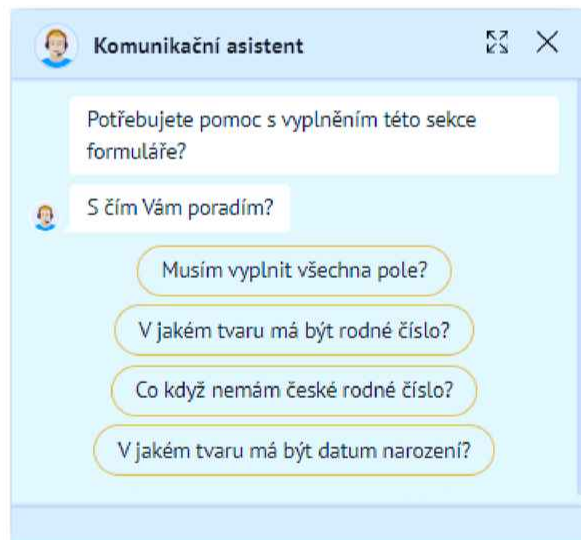 Komunikační asistent
Potřebujete pomoc s vyplněním této sekce
formuláře?
S čím Vám poradím?
Musím vyplnit všechna pole?
V jakém tvaru má být rodné číslo?
Co když nemám české rodné číslo?
V jakém tvaru má být datum narození?